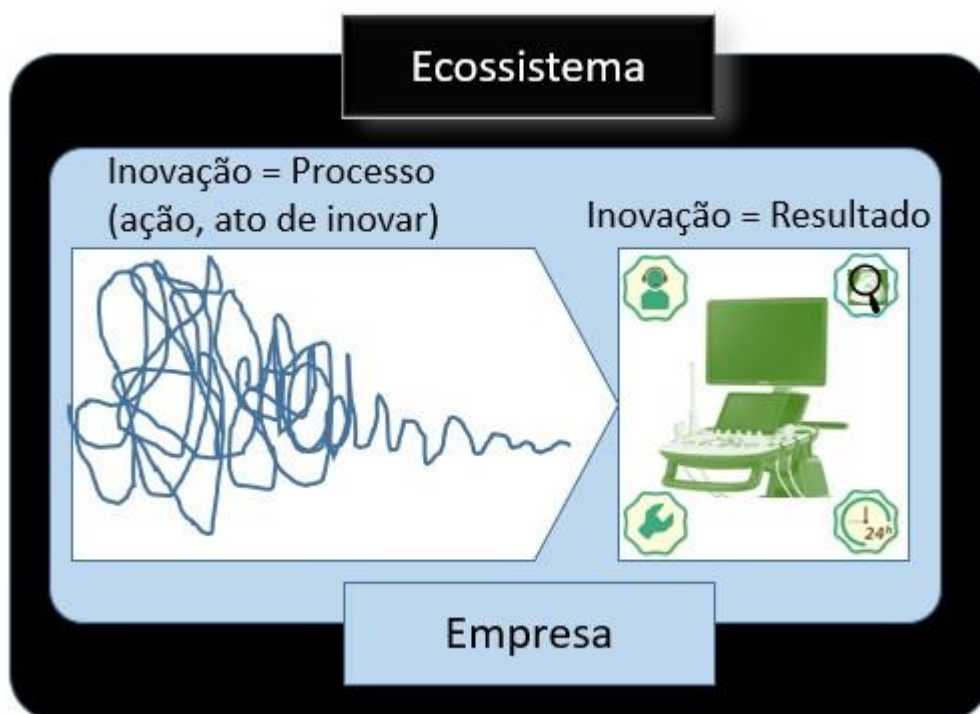 Ecossistema
Inovação = Processo
(ação, ato de inovar)
Inovação = Resultado
24h
Empresa